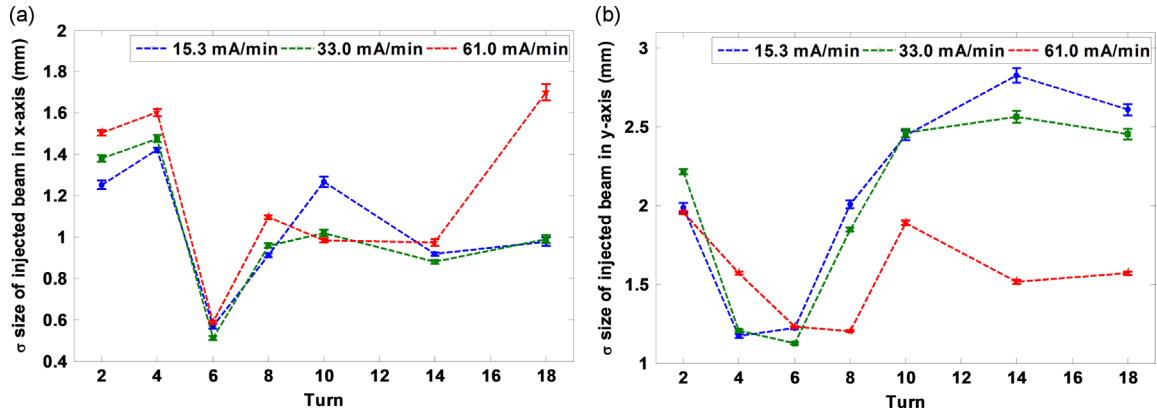 (a)
σ size of injected beam in x-axis (mm)
2
1.8
1.6
1.4
1.2
1
0.8
0.6
0.4
15.3 mA/min 33.0 mA/min 61.0 mA/min
2 4 6 8 10 12 14 16 18
Turn
(b)
σ size of injected beam in y-axis (mm)
3
2.5
2
1.5
1
15.3 mA/min 33.0 mA/min 61.0 mA/min
2 4 6 8 10 12 14 16 18
Turn